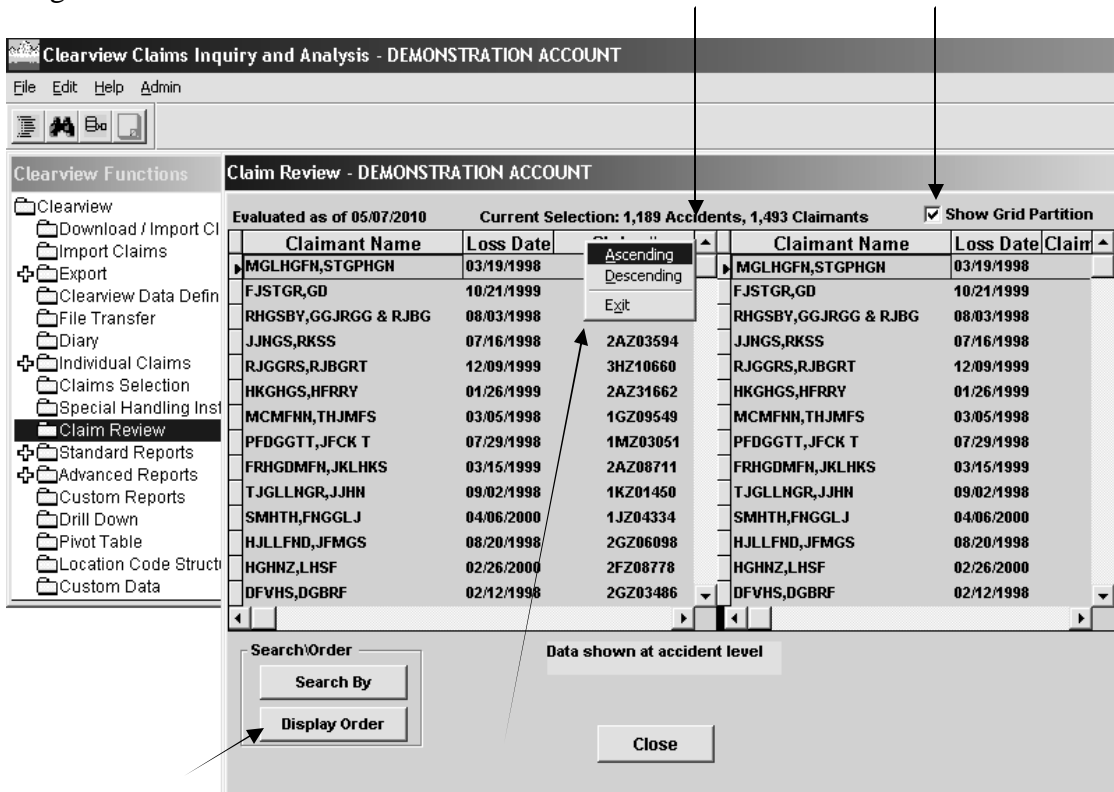 Clearview Claims Inquiry and Analysis - DEMONSTRATION ACCOUNT
File Edit Help Admin
Clearview Functions
Clearview
Download / Import Cl
Import Claims
Export
Clearview Data Defin
File Transfer
Diary
Individual Claims
Claims Selection
Special Handling Inst
Claim Review
Standard Reports
Advanced Reports
Custom Reports
Drill Down
Pivot Table
Location Code Struct
Custom Data
Claim Review - DEMONSTRATION ACCOUNT
Evaluated as of 05/07/2010 Current Selection: 1,189 Accidents, 1,493 Claimants Show Grid Partition
Claimant Name Loss Date Claimant Name Loss Date Claim
MGLHGFN,STGPHGN 03/19/1998 MGLHGFN,STGPHGN 03/19/1998
FJSTGR,GD 10/21/1999 FJSTGR,GD 10/21/1999
RHGSBY,GGJRGG & RJBG 08/03/1998 RHGSBY,GGJRGG & RJBG 08/03/1998
JJNGS,RKSS 07/16/1998 2AZ03594 JJNGS,RKSS 07/16/1998
RJGGRS,RJBGRT 12/09/1999 3HZ10660 RJGGRS,RJBGRT 12/09/1999
HKGHGS,HFRRY 01/26/1999 2AZ31662 HKGHGS,HFRRY 01/26/1999
MCMFNN,THJMFS 03/05/1998 1GZ09549 MCMFNN,THJMFS 03/05/1998
PFDGGTT,JFCK T 07/29/1998 1MZ03051 PFDGGTT,JFCK T 07/29/1998
FRHGDMFN,JKLHKS 03/15/1999 2AZ08711 FRHGDMFN,JKLHKS 03/15/1999
TJGLLNGR,JJHN 09/02/1998 1KZ01450 TJGLLNGR,JJHN 09/02/1998
SMHTH,FNGGLJ 04/06/2000 1JZ04334 SMHTH,FNGGLJ 04/06/2000
HJLLFND,JFMGS 08/20/1998 2GZ06098 HJLLFND,JFMGS 08/20/1998
HGHNZ,LHSF 02/26/2000 2FZ08778 HGHNZ,LHSF 02/26/2000
DFVHS,DGBRF 02/12/1998 2GZ03486 DFVHS,DGBRF 02/12/1998
Ascending
Descending
Exit
Search\Order
Search By
Display Order
Data shown at accident level
Close